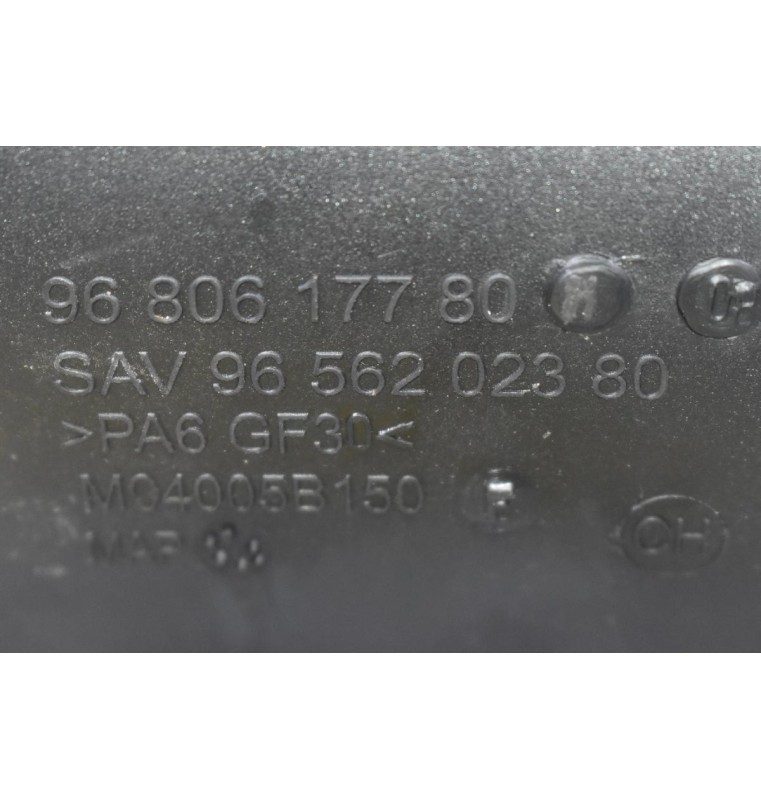 96 806 177 80
SAV 96 562 023 80
>PA6 GF30<
M04005B150
CH